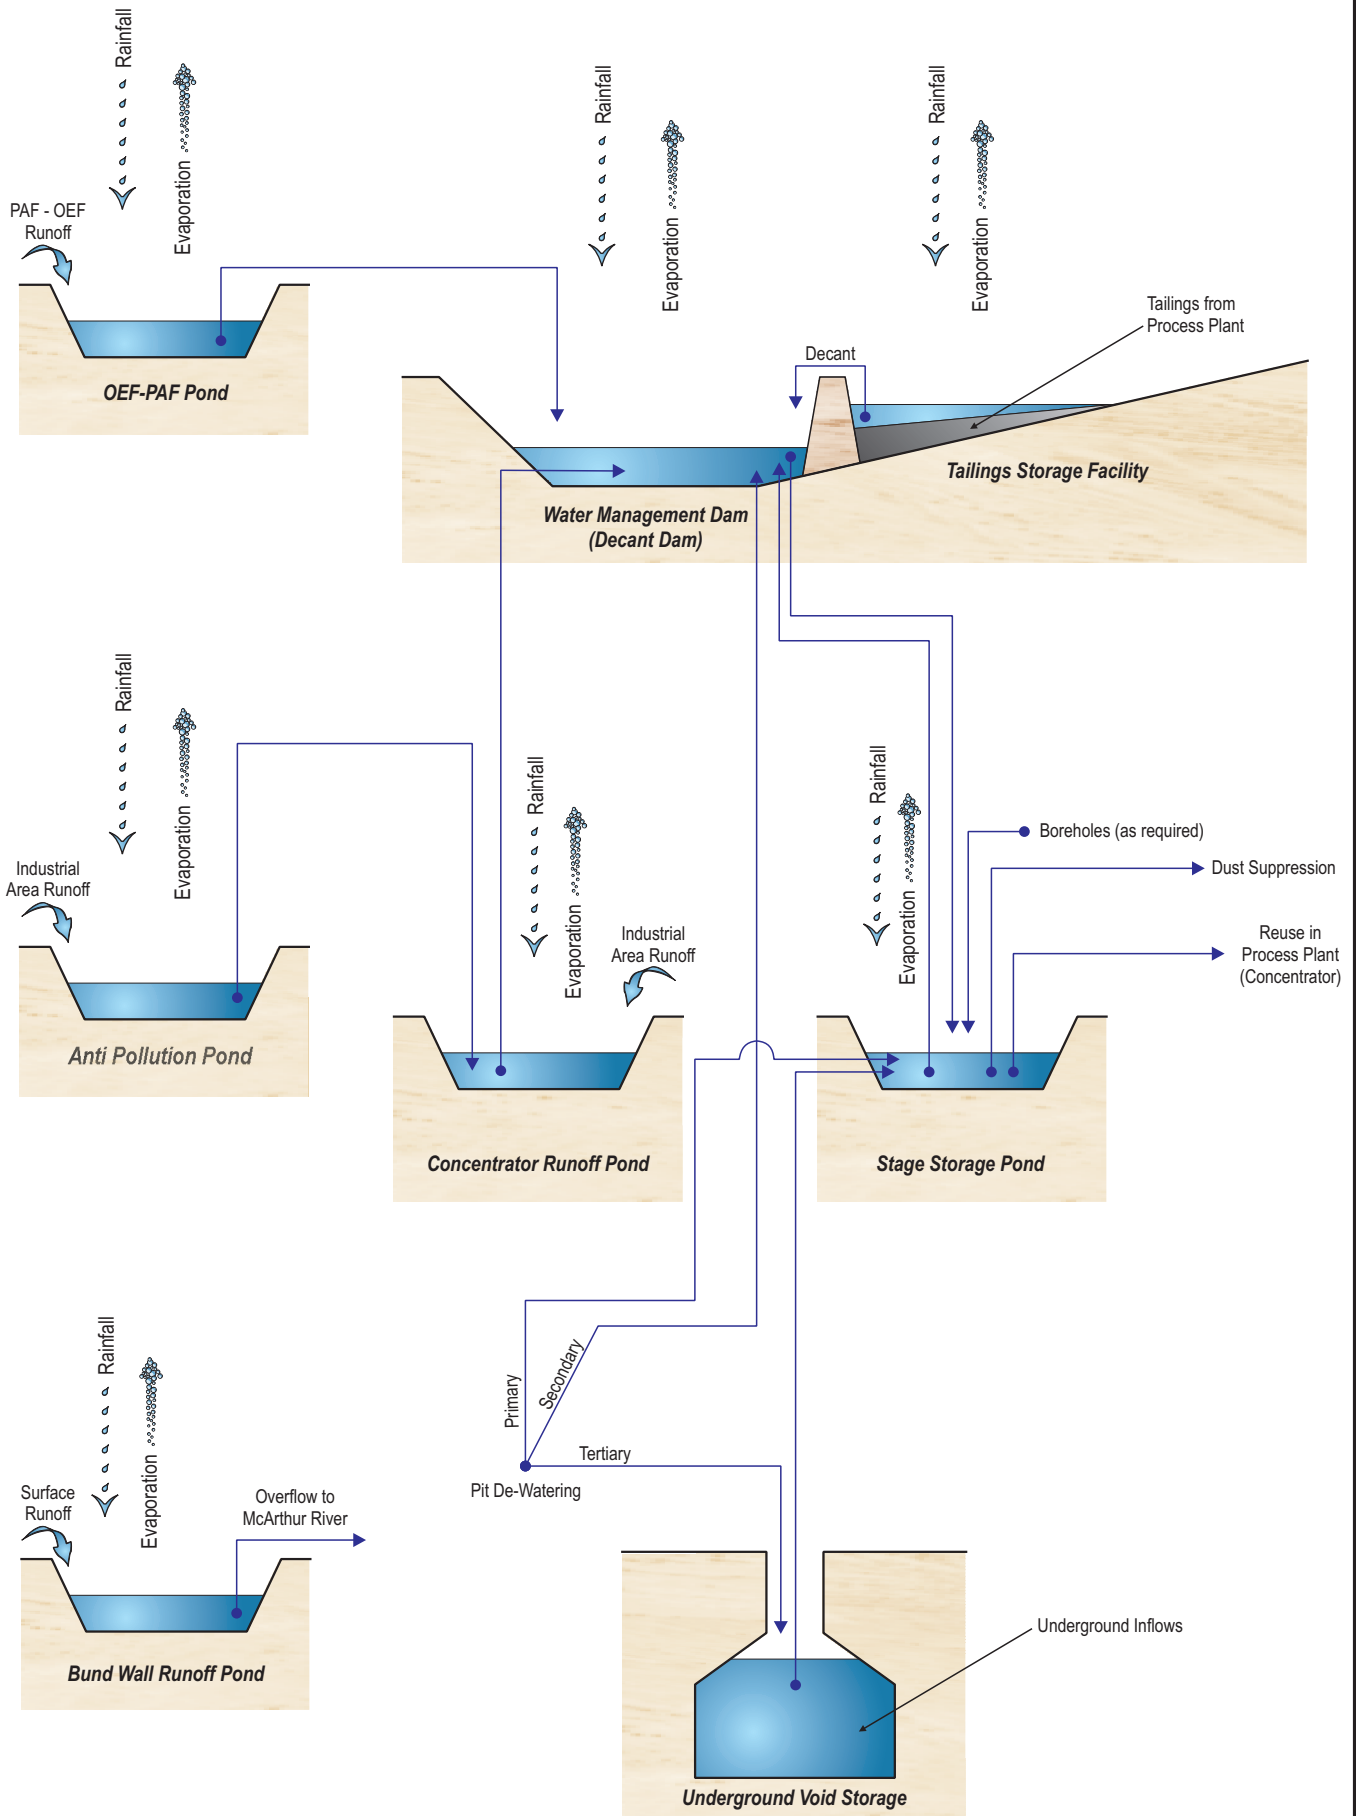 Rainfall
Evaporation
PAF - OEF
Runoff
OEF-PAF Pond
Rainfall
Evaporation
Rainfall
Evaporation
Tailings from
Process Plant
Decant
Tailings Storage Facility
Water Management Dam
(Decant Dam)
Rainfall
Evaporation
Industrial
Area Runoff
Anti Pollution Pond
Rainfall
Evaporation
Industrial
Area Runoff
Concentrator Runoff Pond
Rainfall
Evaporation
Boreholes (as required)
Dust Suppression
Reuse in
Process Plant
(Concentrator)
Stage Storage Pond
Primary
Secondary
Tertiary
Pit De-Watering
Rainfall
Evaporation
Surface
Runoff
Overflow to
McArthur River
Bund Wall Runoff Pond
Underground Inflows
Underground Void Storage